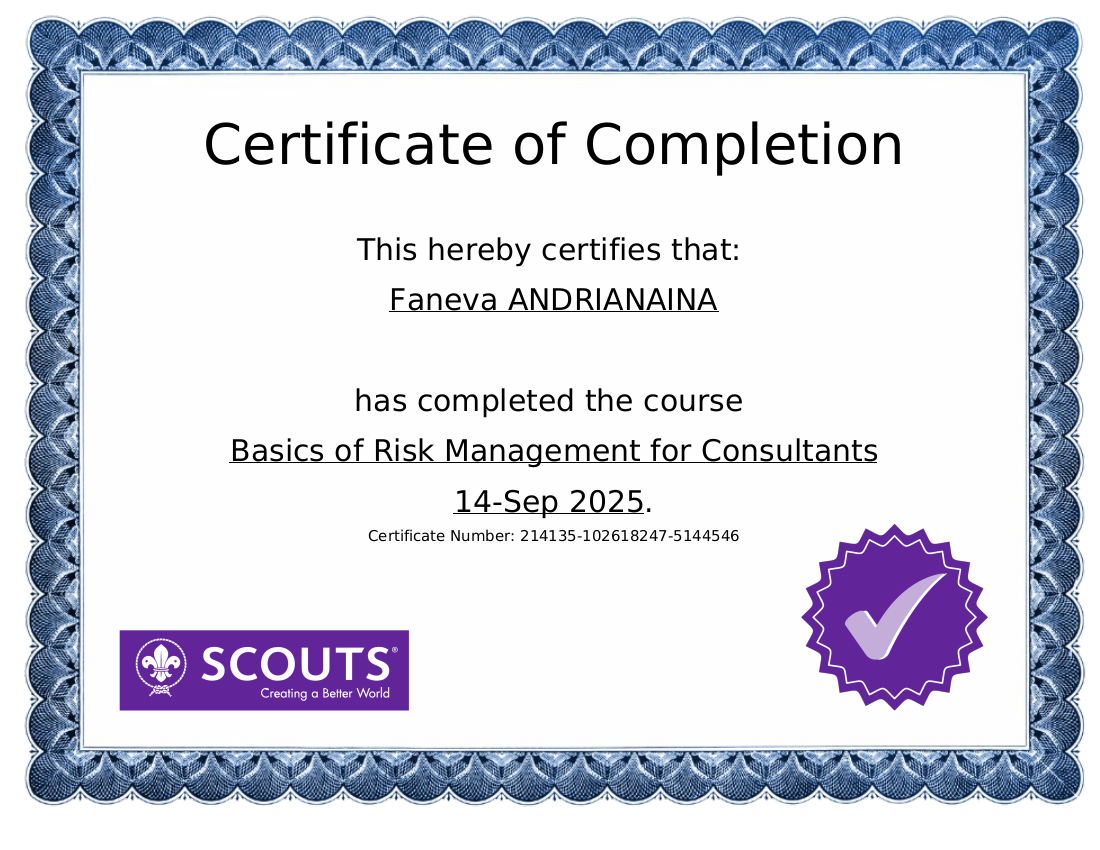 Certificate of Completion
This hereby certifies that:
Faneva ANDRIANAINA
has completed the course
Basics of Risk Management for Consultants
14-Sep 2025.
Certificate Number: 214135-102618247-5144546
SCOUTS®
Creating a Better World